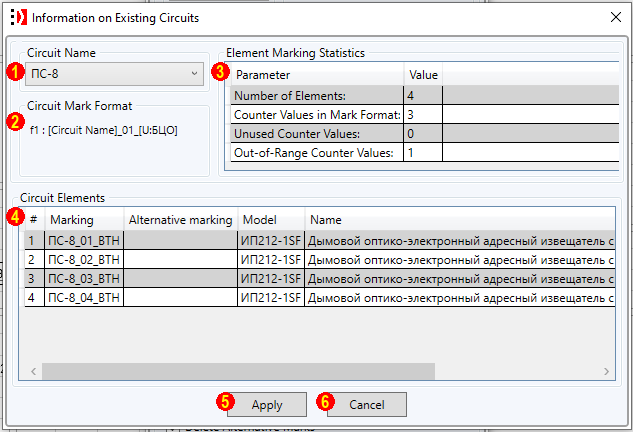 Information on Existing Circuits
Circuit Name
1
ПС-8
Circuit Mark Format
2
f1 : [Circuit Name]_01_[U:БЦО]
Element Marking Statistics
3
Parameter Value
Number of Elements: 4
Counter Values in Mark Format: 3
Unused Counter Values: 0
Out-of-Range Counter Values: 1
Circuit Elements
4
# Marking Alternative marking Model Name
1 ПС-8_01_BTH ИП212-1SF Дымовой оптико-электронный адресный извещатель с
2 ПС-8_02_BTH ИП212-1SF Дымовой оптико-электронный адресный извещатель с
3 ПС-8_03_BTH ИП212-1SF Дымовой оптико-электронный адресный извещатель с
4 ПС-8_04_BTH ИП212-1SF Дымовой оптико-электронный адресный извещатель с
5 Apply
6 Cancel